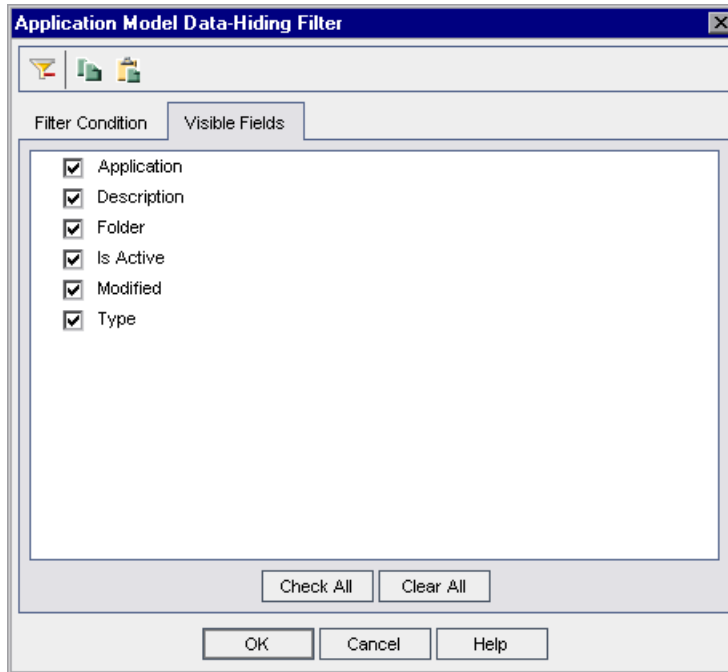 Application Model Data-Hiding Filter
Filter Condition Visible Fields
Application
Description
Folder
Is Active
Modified
Type
Check All Clear All
OK Cancel Help